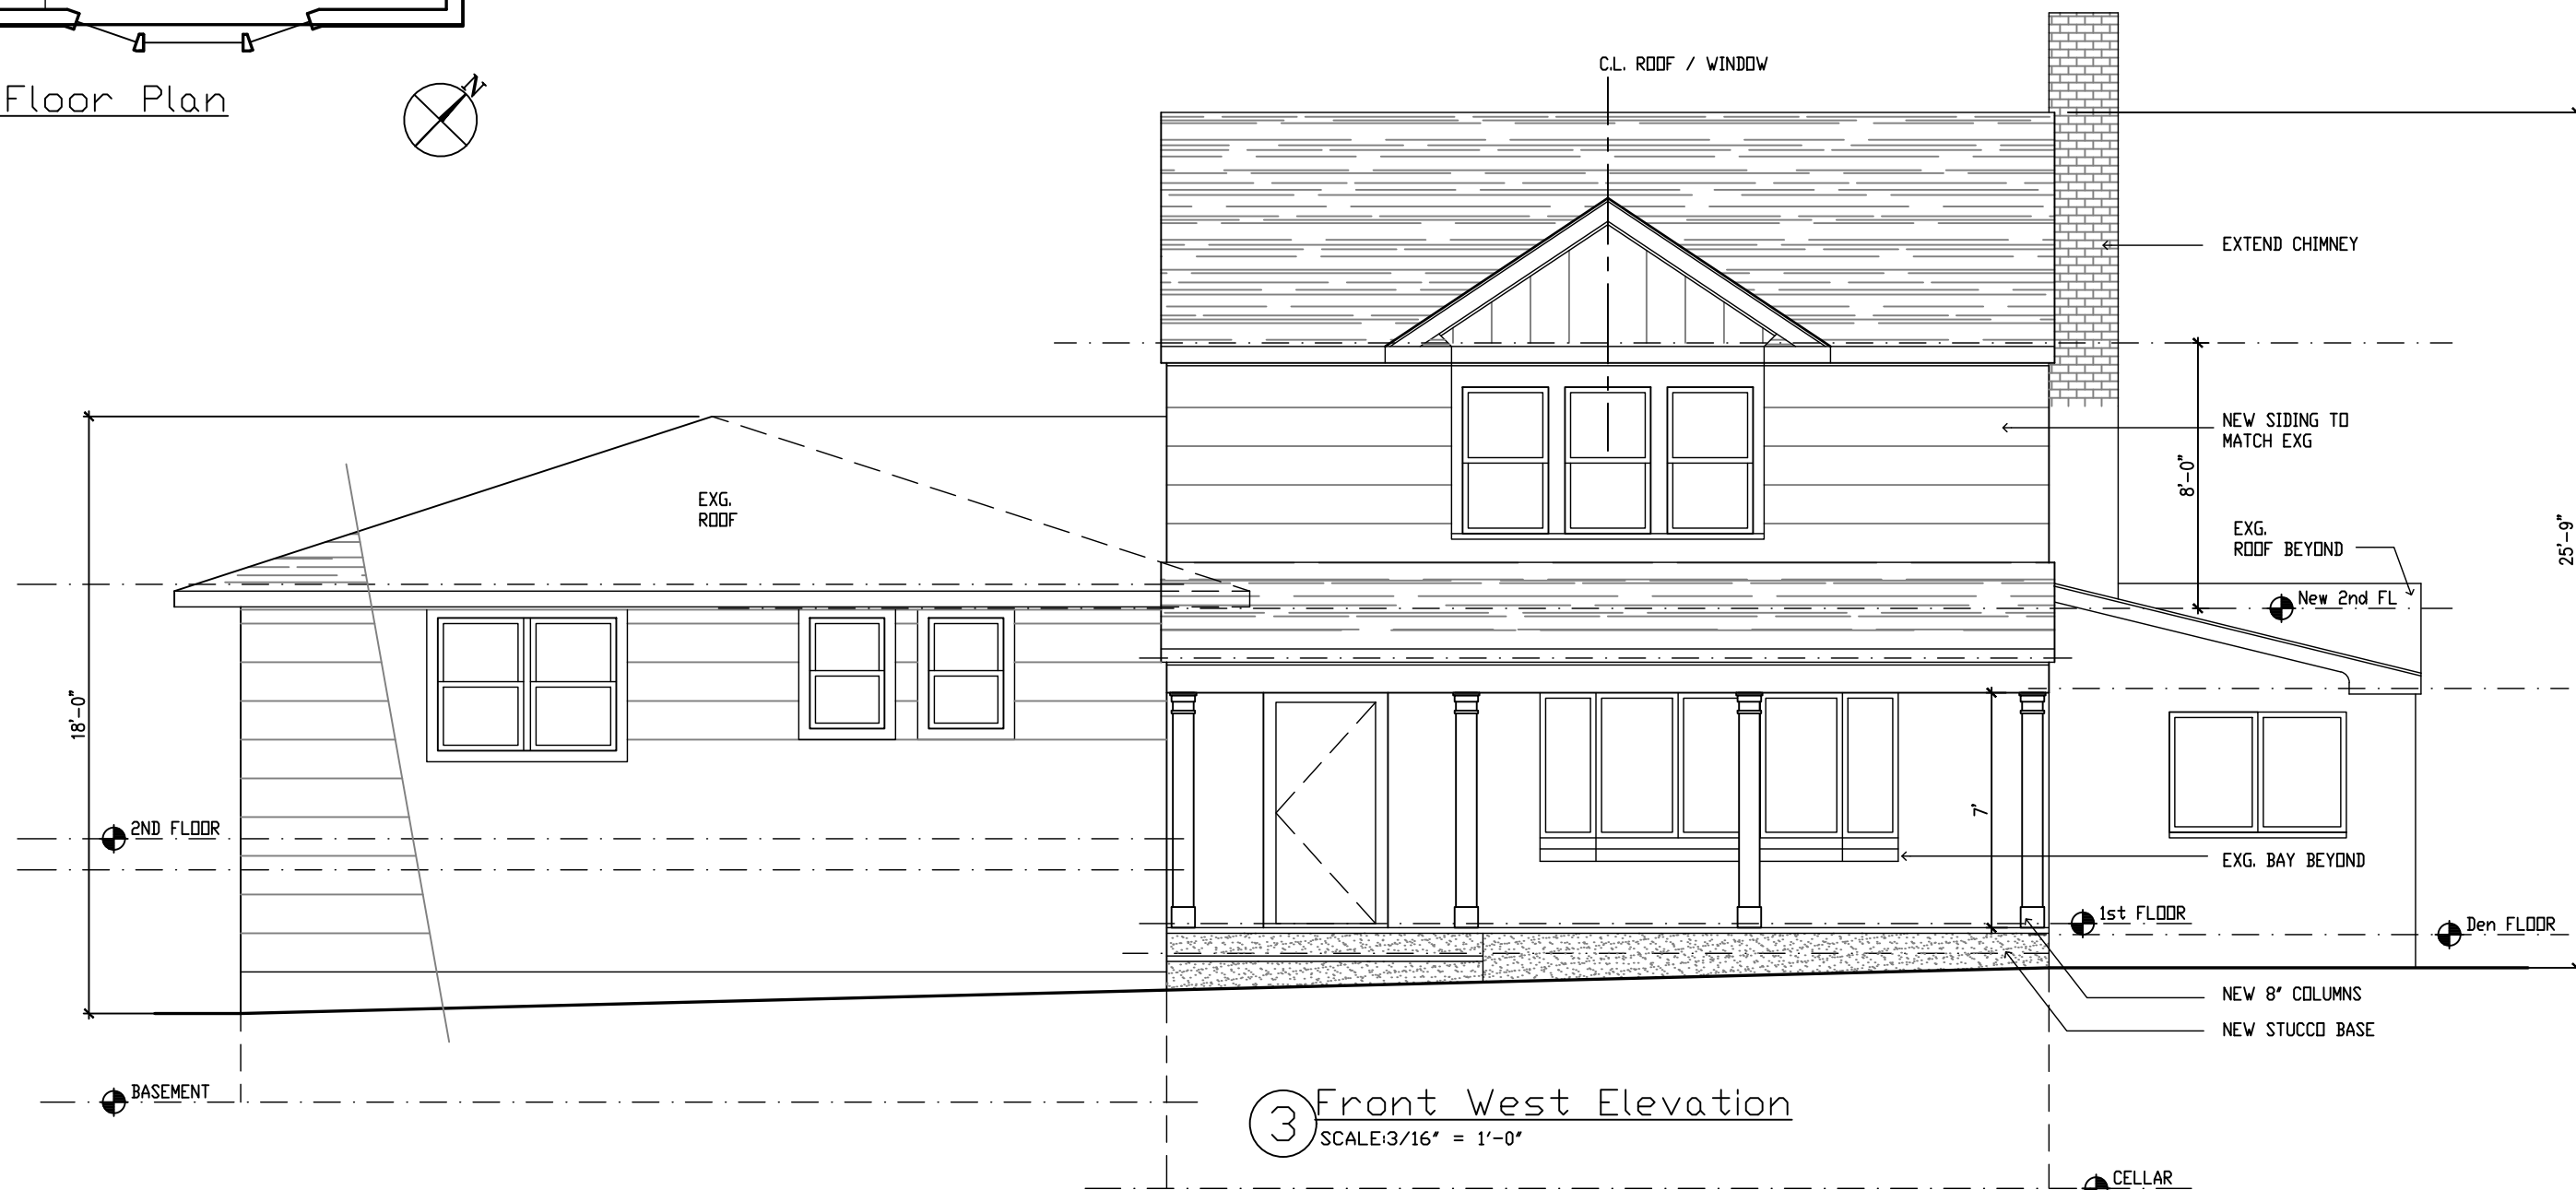 Floor Plan
N
C.L. ROOF / WINDOW
EXTEND CHIMNEY
NEW SIDING TO
MATCH EXG
8'-0"
EXG.
ROOF
EXG.
ROOF BEYOND
25'-9"
New 2nd FL
18'-0"
7'
2ND FLOOR
EXG. BAY BEYOND
1st FLOOR
Den FLOOR
NEW 8" COLUMNS
NEW STUCCO BASE
BASEMENT
3 Front West Elevation
SCALE:3/16" = 1'-0"
CELLAR